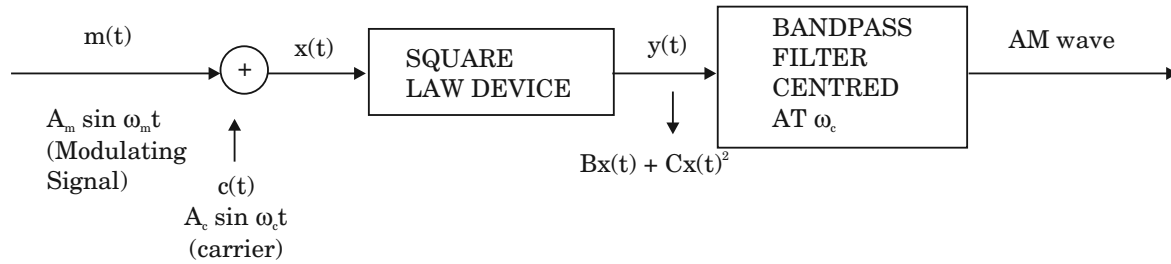 m(t)
A_m sin ω_m t
(Modulating
Signal)
+
c(t)
A_c sin ω_c t
(carrier)
x(t)
SQUARE
LAW DEVICE
y(t)
Bx(t) + Cx(t)²
BANDPASS
FILTER
CENTRED
AT ω_c
AM wave